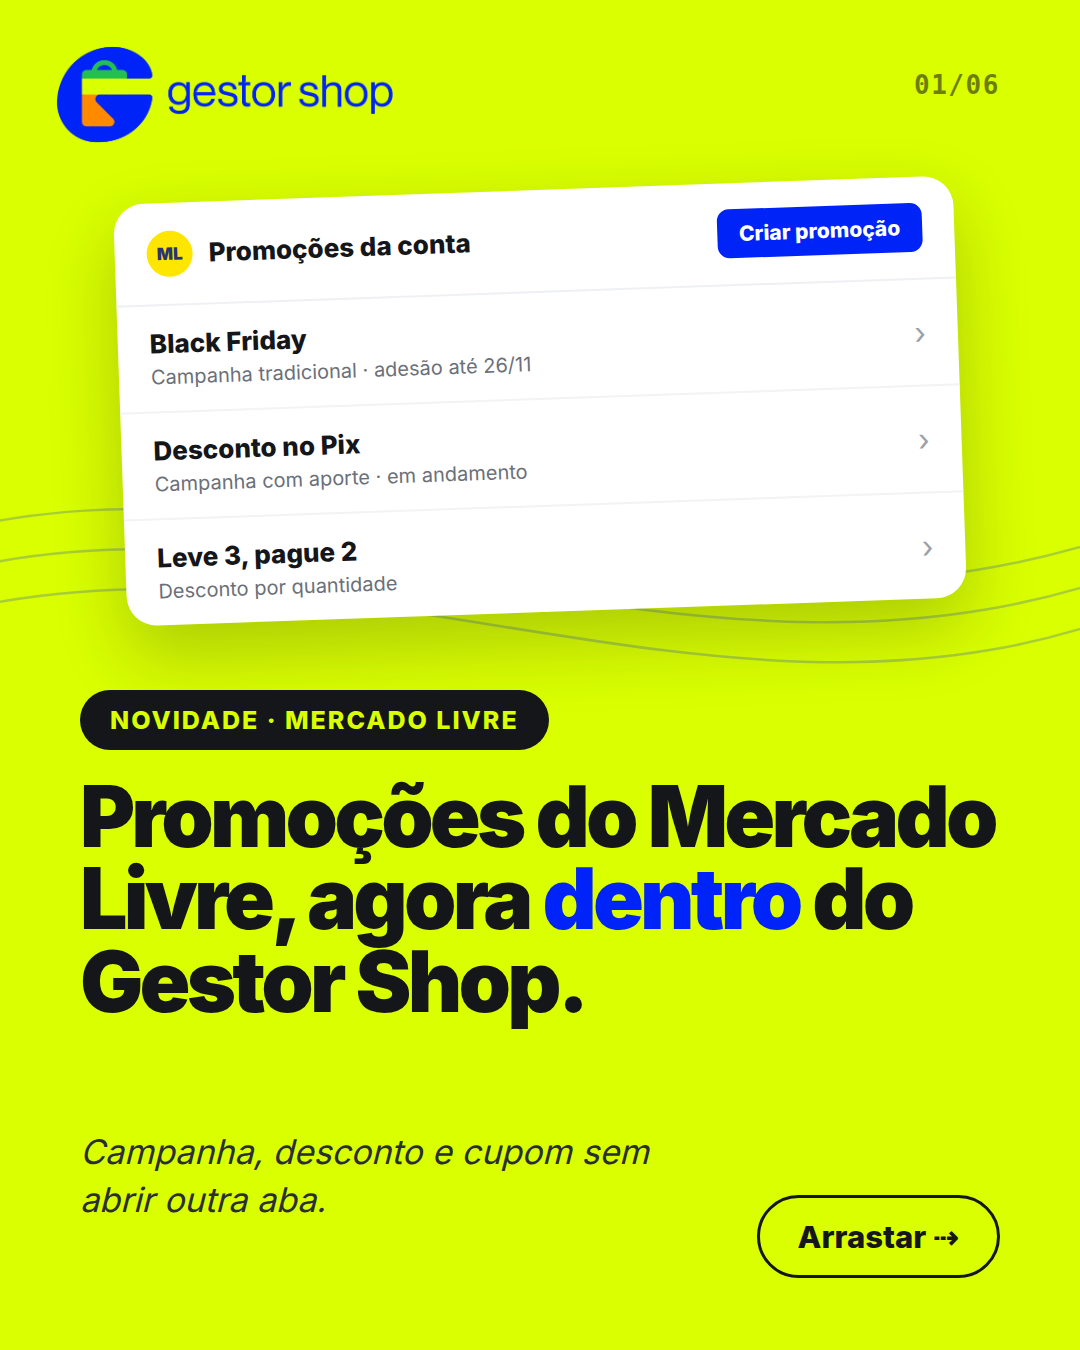 gestor shop
01/06
ML
Promoções da conta
Criar promoção
Black Friday
Campanha tradicional · adesão até 26/11
Desconto no Pix
Campanha com aporte · em andamento
Leve 3, pague 2
Desconto por quantidade
NOVIDADE · MERCADO LIVRE
Promoções do Mercado
Livre, agora dentro do
Gestor Shop.
Campanha, desconto e cupom sem
abrir outra aba.
Arrastar ⇢